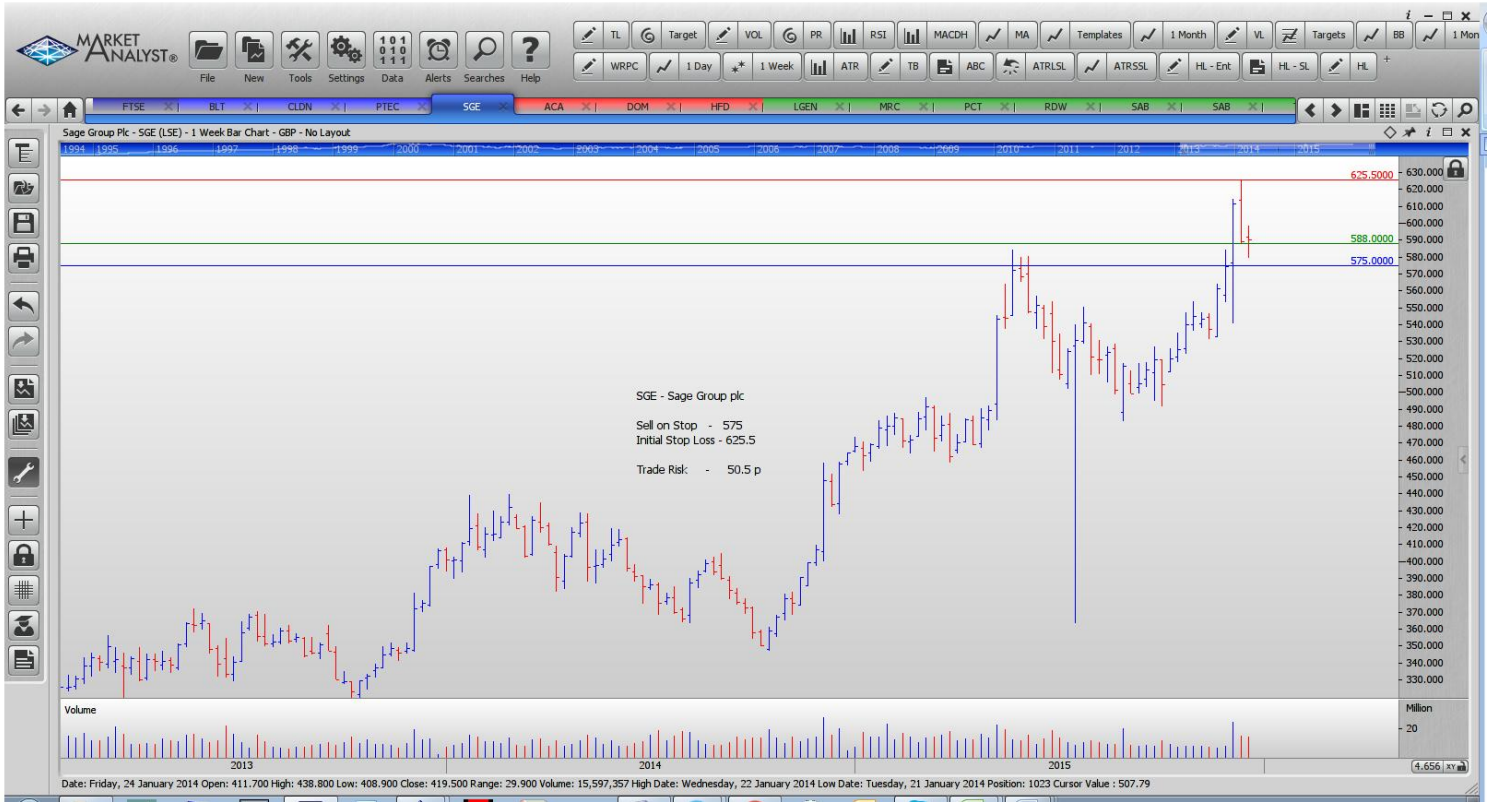 MARKET
ANALYST®
File New Tools Settings Data Alerts Searches Help
TL Target VOL PR RSI MACDH MA Templates 1 Month VL Targets BB 1 Mon
WRPC 1 Day 1 Week ATR TB ABC ATRLSL ATRSSL HL - Ent HL - SL HL
FTSE BLT CLDN PTEC SGE ACA DOM HFD LGEN MRC PCT RDW SAB SAB
Sage Group Plc - SGE (LSE) - 1 Week Bar Chart - GBP - No Layout
1994 1995 1996 1997 1998 1999 2000 2001 2002 2003 2004 2005 2006 2007 2008 2009 2010 2011 2012 2013 2014 2015
625.5000
588.0000
575.0000
630.000
620.000
610.000
600.000
590.000
580.000
570.000
560.000
550.000
540.000
530.000
520.000
510.000
500.000
490.000
480.000
470.000
460.000
450.000
440.000
430.000
420.000
410.000
400.000
390.000
380.000
370.000
360.000
350.000
340.000
330.000
SGE - Sage Group plc
Sell on Stop - 575
Initial Stop Loss - 625.5
Trade Risk - 50.5 p
Volume
Million
20
2013 2014 2015
4.656 XY
Date: Friday, 24 January 2014 Open: 411.700 High: 438.800 Low: 408.900 Close: 419.500 Range: 29.900 Volume: 15,597,357 High Date: Wednesday, 22 January 2014 Low Date: Tuesday, 21 January 2014 Position: 1023 Cursor Value : 507.79